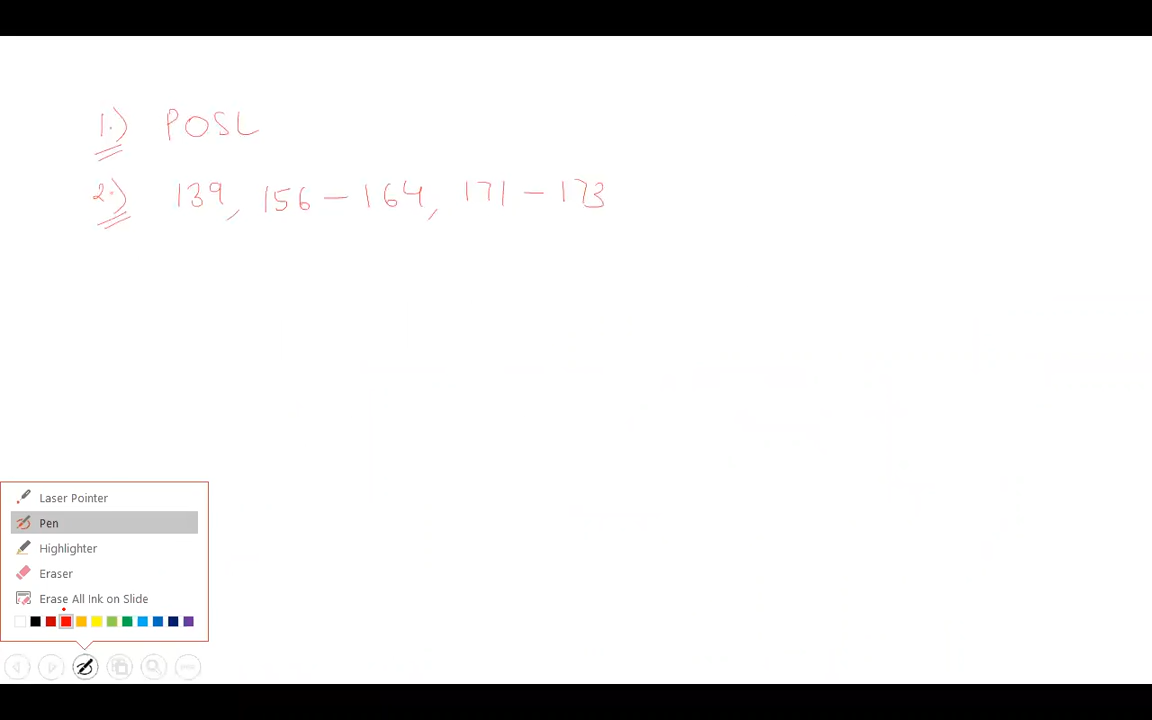 1.) POSL
2.) 139, 156 – 164, 171 – 173
Laser Pointer
Pen
Highlighter
Eraser
Erase All Ink on Slide